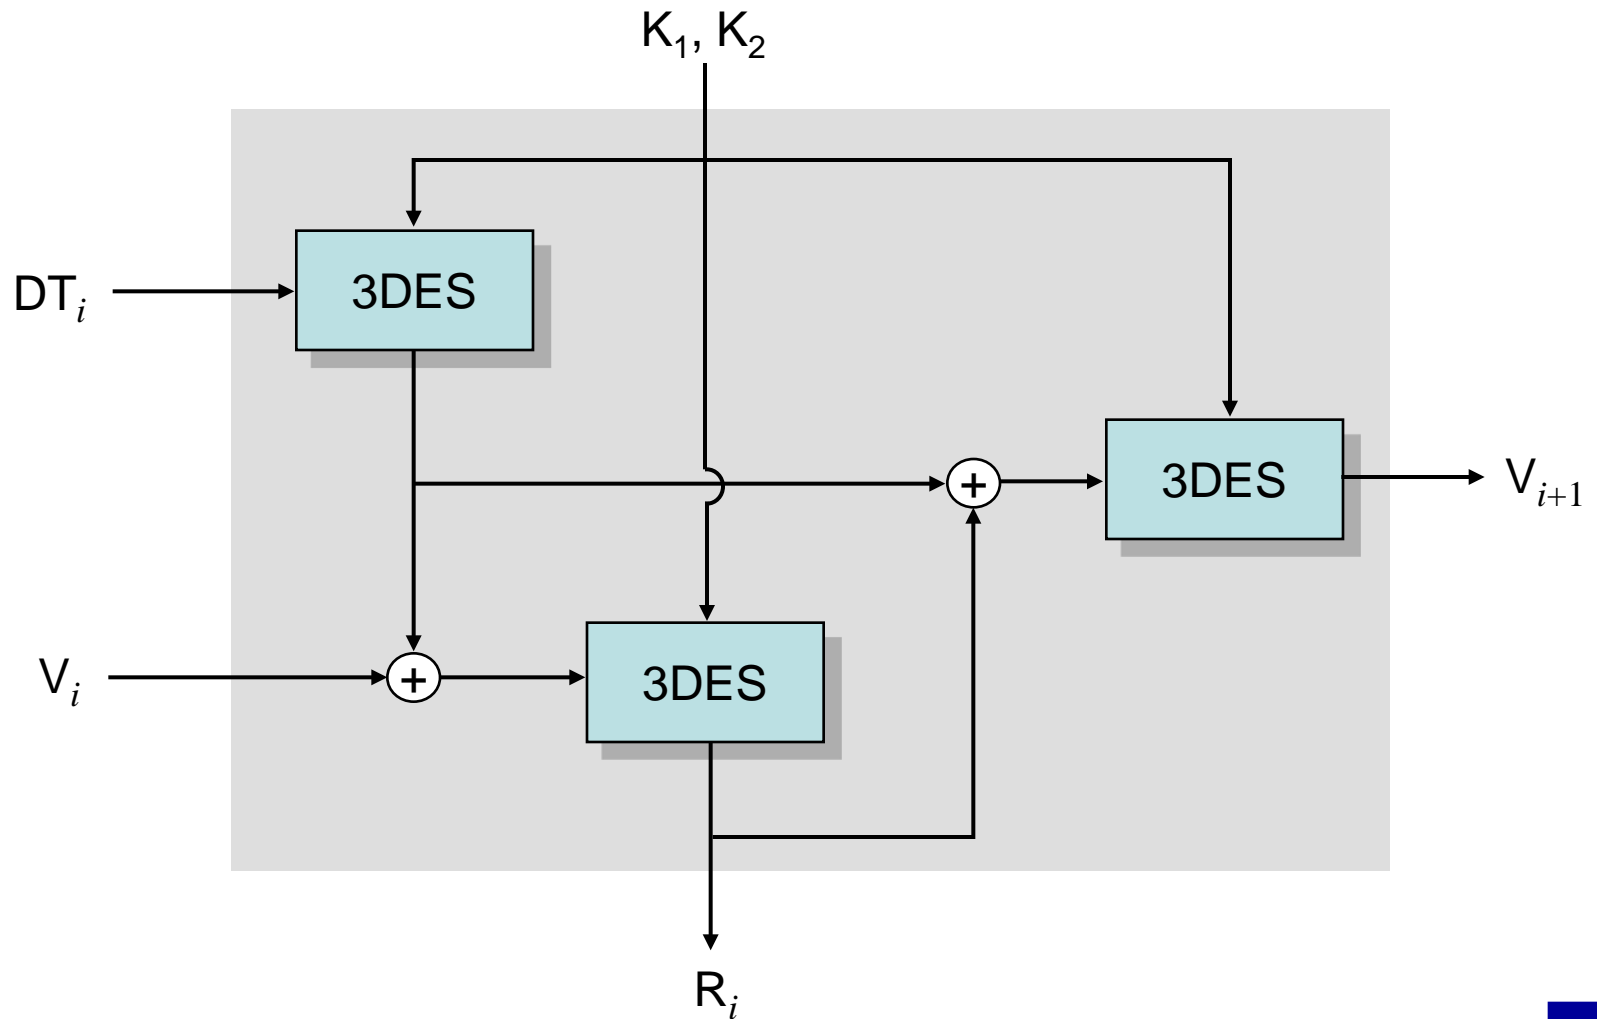 K₁, K₂
3DES
DTᵢ
3DES
+
Vᵢ₊₁
Vᵢ
+
3DES
Rᵢ